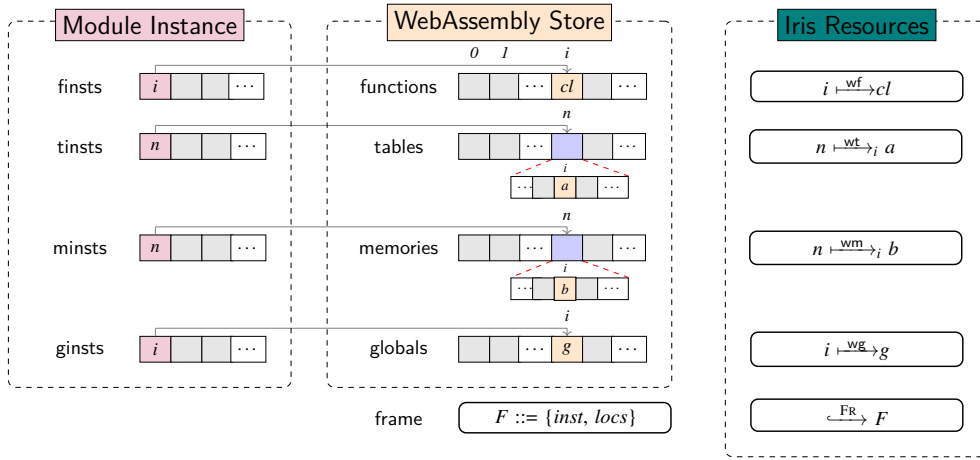 Module Instance WebAssembly Store Iris Resources
0 1 i
finsts i ··· functions ··· cl ··· i ⟼wf cl
n
tinsts n ··· tables ··· ··· n ⟼wt i a
i
··· a ···
n
minsts n ··· memories ··· ··· n ⟼wm i b
i
··· b ···
i
ginsts i ··· globals ··· g ··· i ⟼wg g
frame F ::= {inst, locs} ↪FR F